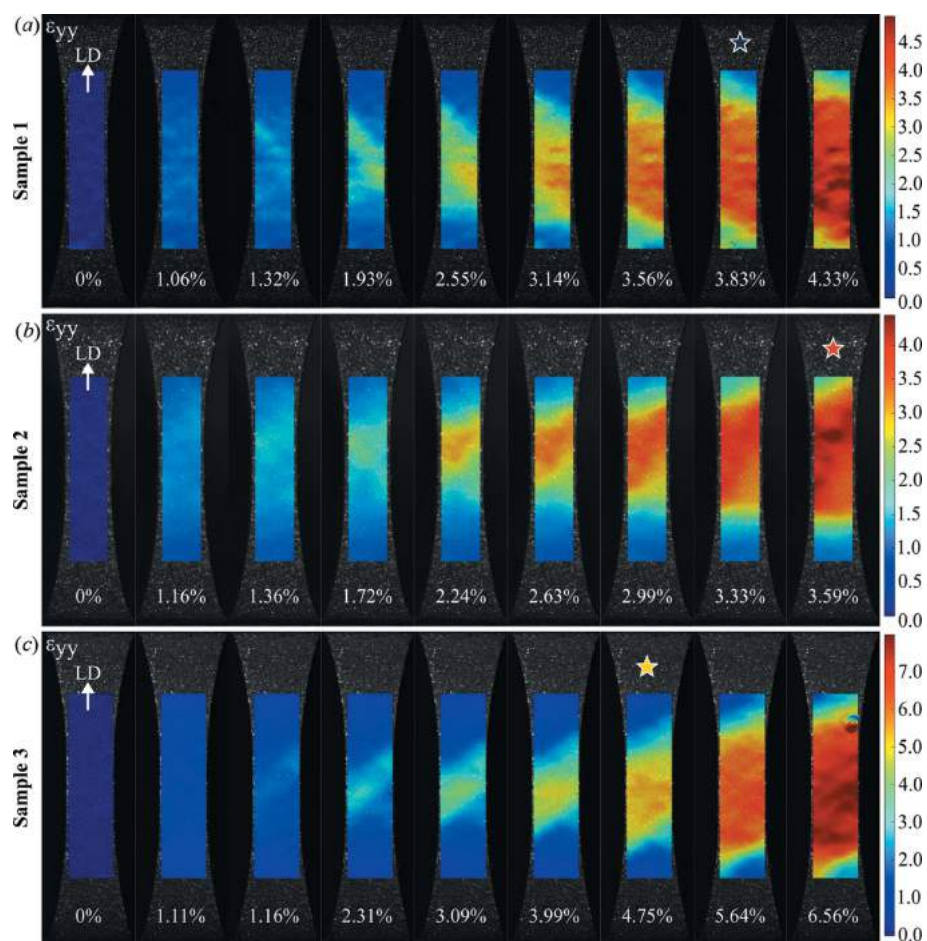 (a) εyy
LD
Sample 1
0% 1.06% 1.32% 1.93% 2.55% 3.14% 3.56% 3.83% 4.33%
4.5
4.0
3.5
3.0
2.5
2.0
1.5
1.0
0.5
0.0
(b) εyy
LD
Sample 2
0% 1.16% 1.36% 1.72% 2.24% 2.63% 2.99% 3.33% 3.59%
4.0
3.5
3.0
2.5
2.0
1.5
1.0
0.5
0.0
(c) εyy
LD
Sample 3
0% 1.11% 1.16% 2.31% 3.09% 3.99% 4.75% 5.64% 6.56%
7.0
6.0
5.0
4.0
3.0
2.0
1.0
0.0